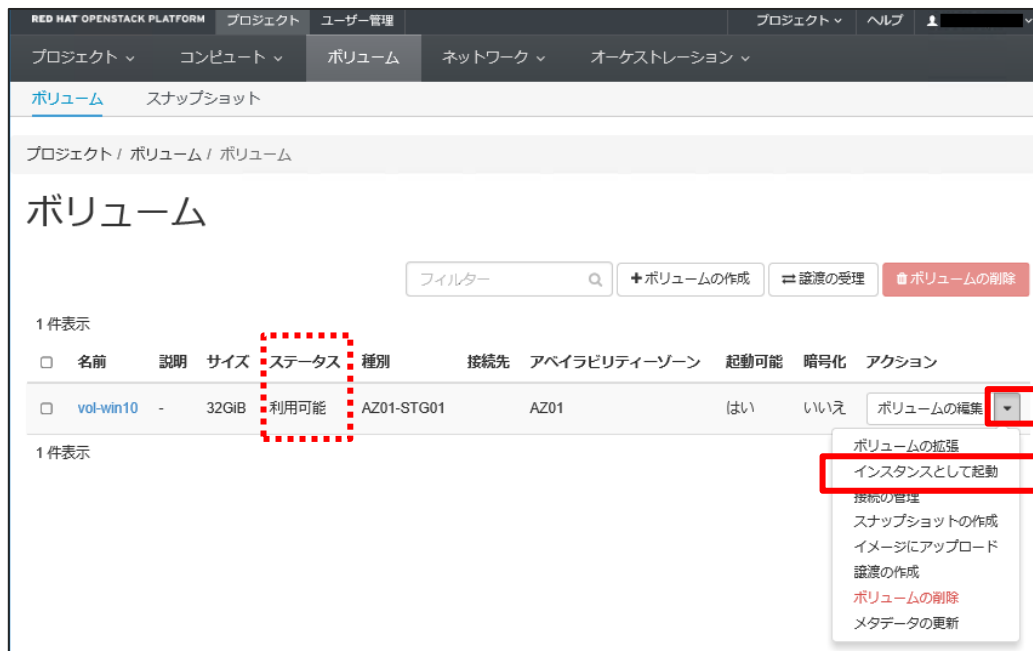 RED HAT OPENSTACK PLATFORM プロジェクト ユーザー管理 プロジェクト ヘルプ
プロジェクト コンピュート ボリューム ネットワーク オーケストレーション
ボリューム スナップショット
プロジェクト / ボリューム / ボリューム
ボリューム
フィルター +ボリュームの作成 ⇄譲渡の受理 ボリュームの削除
1 件表示
名前 説明 サイズ ステータス 種別 接続先 アベイラビリティーゾーン 起動可能 暗号化 アクション
vol-win10 - 32GiB 利用可能 AZ01-STG01 AZ01 はい いいえ ボリュームの編集
1 件表示
ボリュームの拡張
インスタンスとして起動
接続の管理
スナップショットの作成
イメージにアップロード
譲渡の作成
ボリュームの削除
メタデータの更新